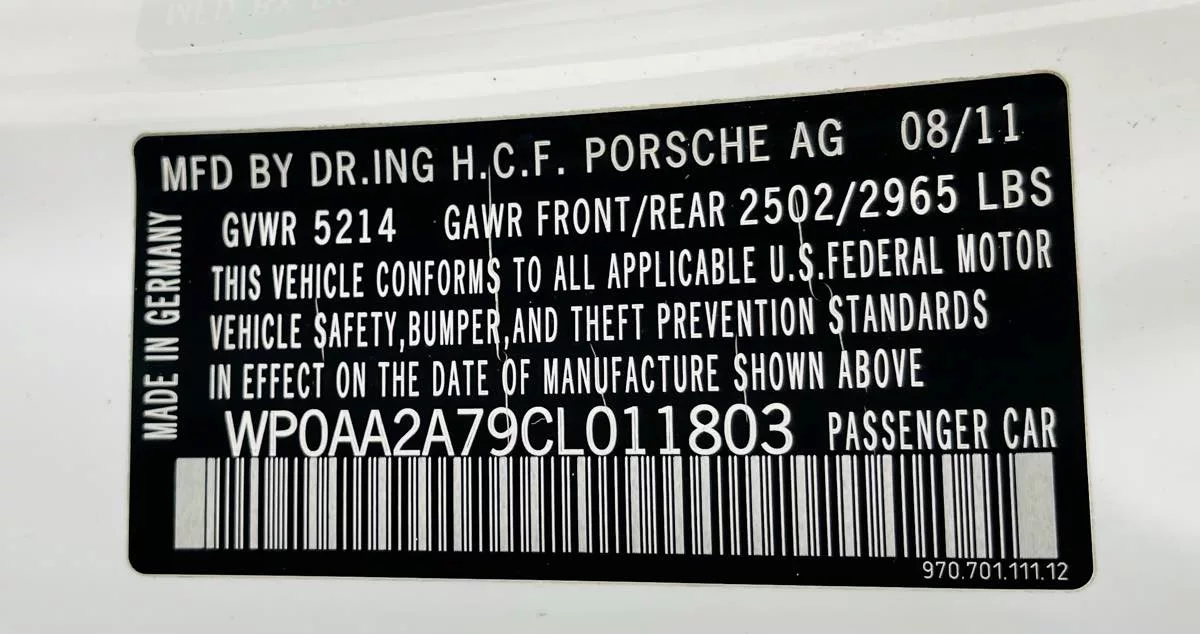 MFD BY DR.ING H.C.F. PORSCHE AG 08/11
GVWR 5214 GAWR FRONT/REAR 2502/2965 LBS
THIS VEHICLE CONFORMS TO ALL APPLICABLE U.S.FEDERAL MOTOR
VEHICLE SAFETY,BUMPER,AND THEFT PREVENTION STANDARDS
IN EFFECT ON THE DATE OF MANUFACTURE SHOWN ABOVE
WP0AA2A79CL011803 PASSENGER CAR
970.701.111.12
MADE IN GERMANY